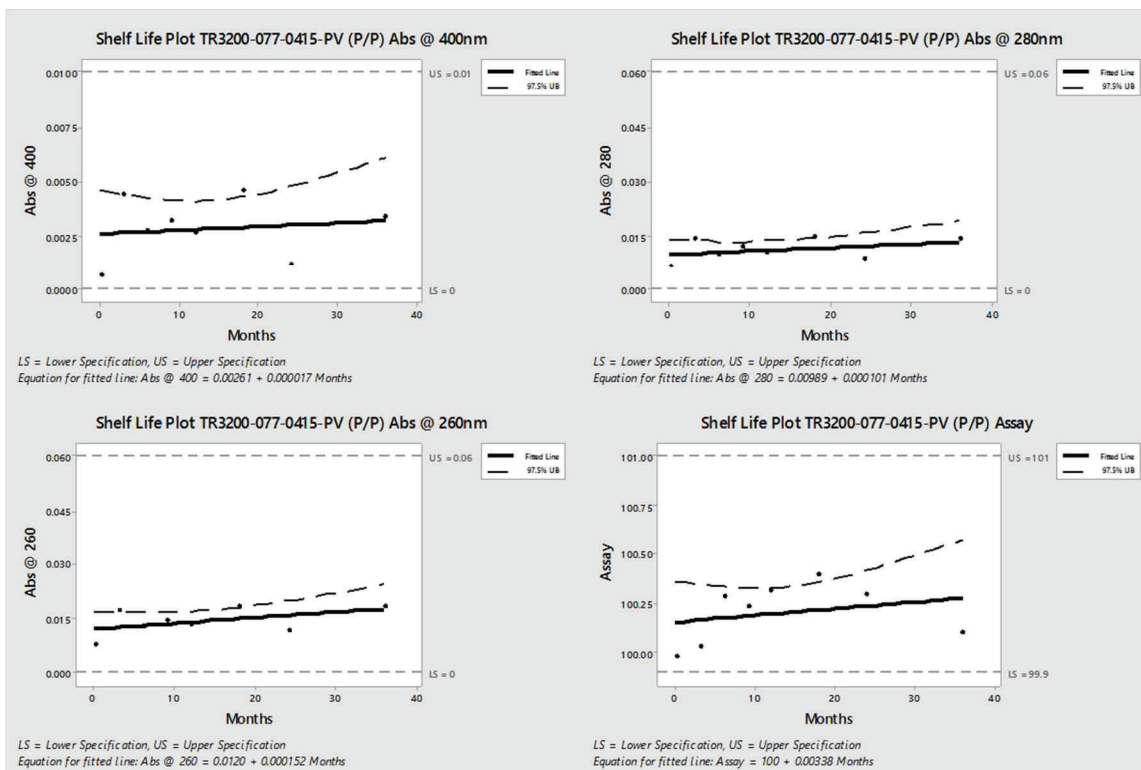 Shelf Life Plot TR3200-077-0415-PV (P/P) Abs @ 400nm
0.0100
0.0075
0.0050
0.0025
0.0000
Abs @ 400
US = 0.01
LS = 0
Fitted Line
97.5% UB
0 10 20 30 40
Months
LS = Lower Specification, US = Upper Specification
Equation for fitted line: Abs @ 400 = 0.00261 + 0.000017 Months
Shelf Life Plot TR3200-077-0415-PV (P/P) Abs @ 280nm
0.060
0.045
0.030
0.015
0.000
Abs @ 280
US = 0.06
LS = 0
Fitted Line
97.5% UB
0 10 20 30 40
Months
LS = Lower Specification, US = Upper Specification
Equation for fitted line: Abs @ 280 = 0.00989 + 0.000101 Months
Shelf Life Plot TR3200-077-0415-PV (P/P) Abs @ 260nm
0.060
0.045
0.030
0.015
0.000
Abs @ 260
US = 0.06
LS = 0
Fitted Line
97.5% UB
0 10 20 30 40
Months
LS = Lower Specification, US = Upper Specification
Equation for fitted line: Abs @ 260 = 0.0120 + 0.000152 Months
Shelf Life Plot TR3200-077-0415-PV (P/P) Assay
101.00
100.75
100.50
100.25
100.00
Assay
US = 101
LS = 99.9
Fitted Line
97.5% UB
0 10 20 30 40
Months
LS = Lower Specification, US = Upper Specification
Equation for fitted line: Assay = 100 + 0.00338 Months